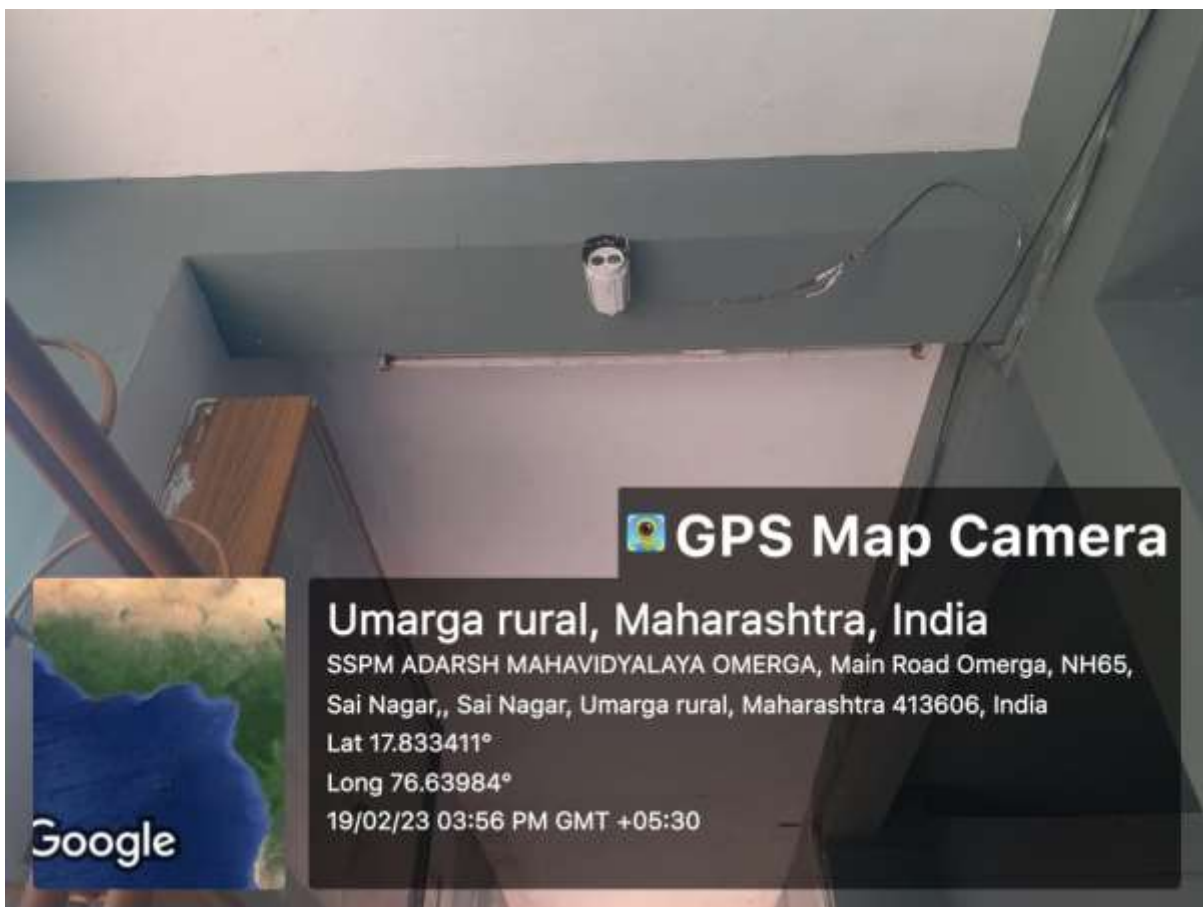 GPS Map Camera
Umarga rural, Maharashtra, India
SSPM ADARSH MAHAVIDYALAYA OMERGA, Main Road Omerga, NH65,
Sai Nagar,, Sai Nagar, Umarga rural, Maharashtra 413606, India
Lat 17.833411°
Long 76.63984°
19/02/23 03:56 PM GMT +05:30
Google